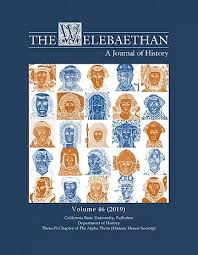 THE WELEBAETHAN
A Journal of History
Volume 46 (2019)
California State University, Fullerton
Department of History
Theta-Pi Chapter of Phi Alpha Theta (History Honor Society)